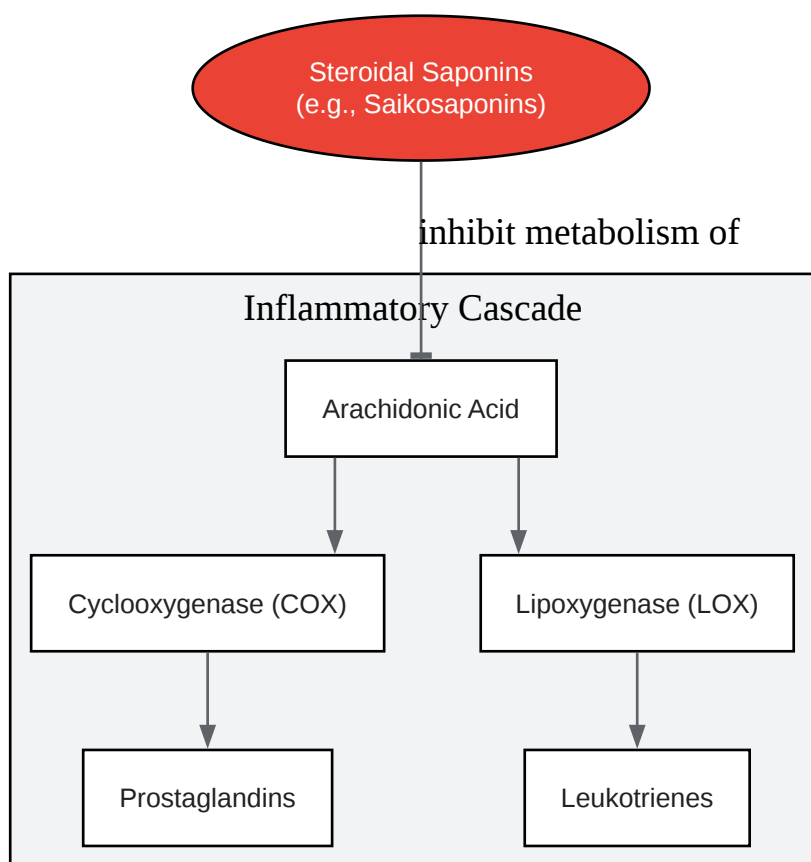 Steroidal Saponins
(e.g., Saikosaponins)
inhibit metabolism of
Inflammatory Cascade
Arachidonic Acid
Cyclooxygenase (COX)
Lipoxygenase (LOX)
Prostaglandins
Leukotrienes